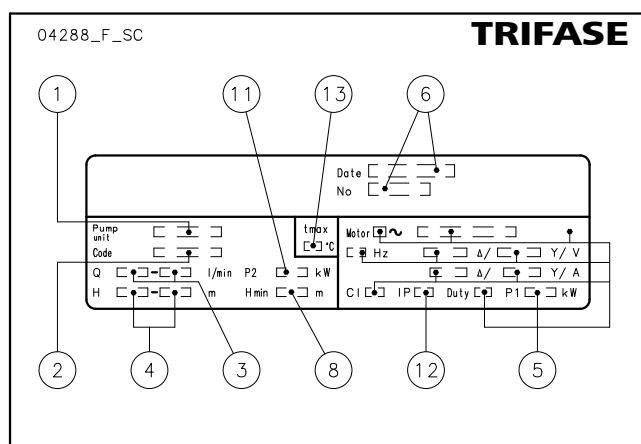 04288_F_SC
TRIFASE
1
11
13
6
Date
No
Pump unit
Code
tmax
°C
Q - l/min P2 kW
H - m Hmin m
Motor ~
Hz Δ/ Y/ V
Δ/ Y/ A
Cl IP Duty P1 kW
2
4
3
8
12
5